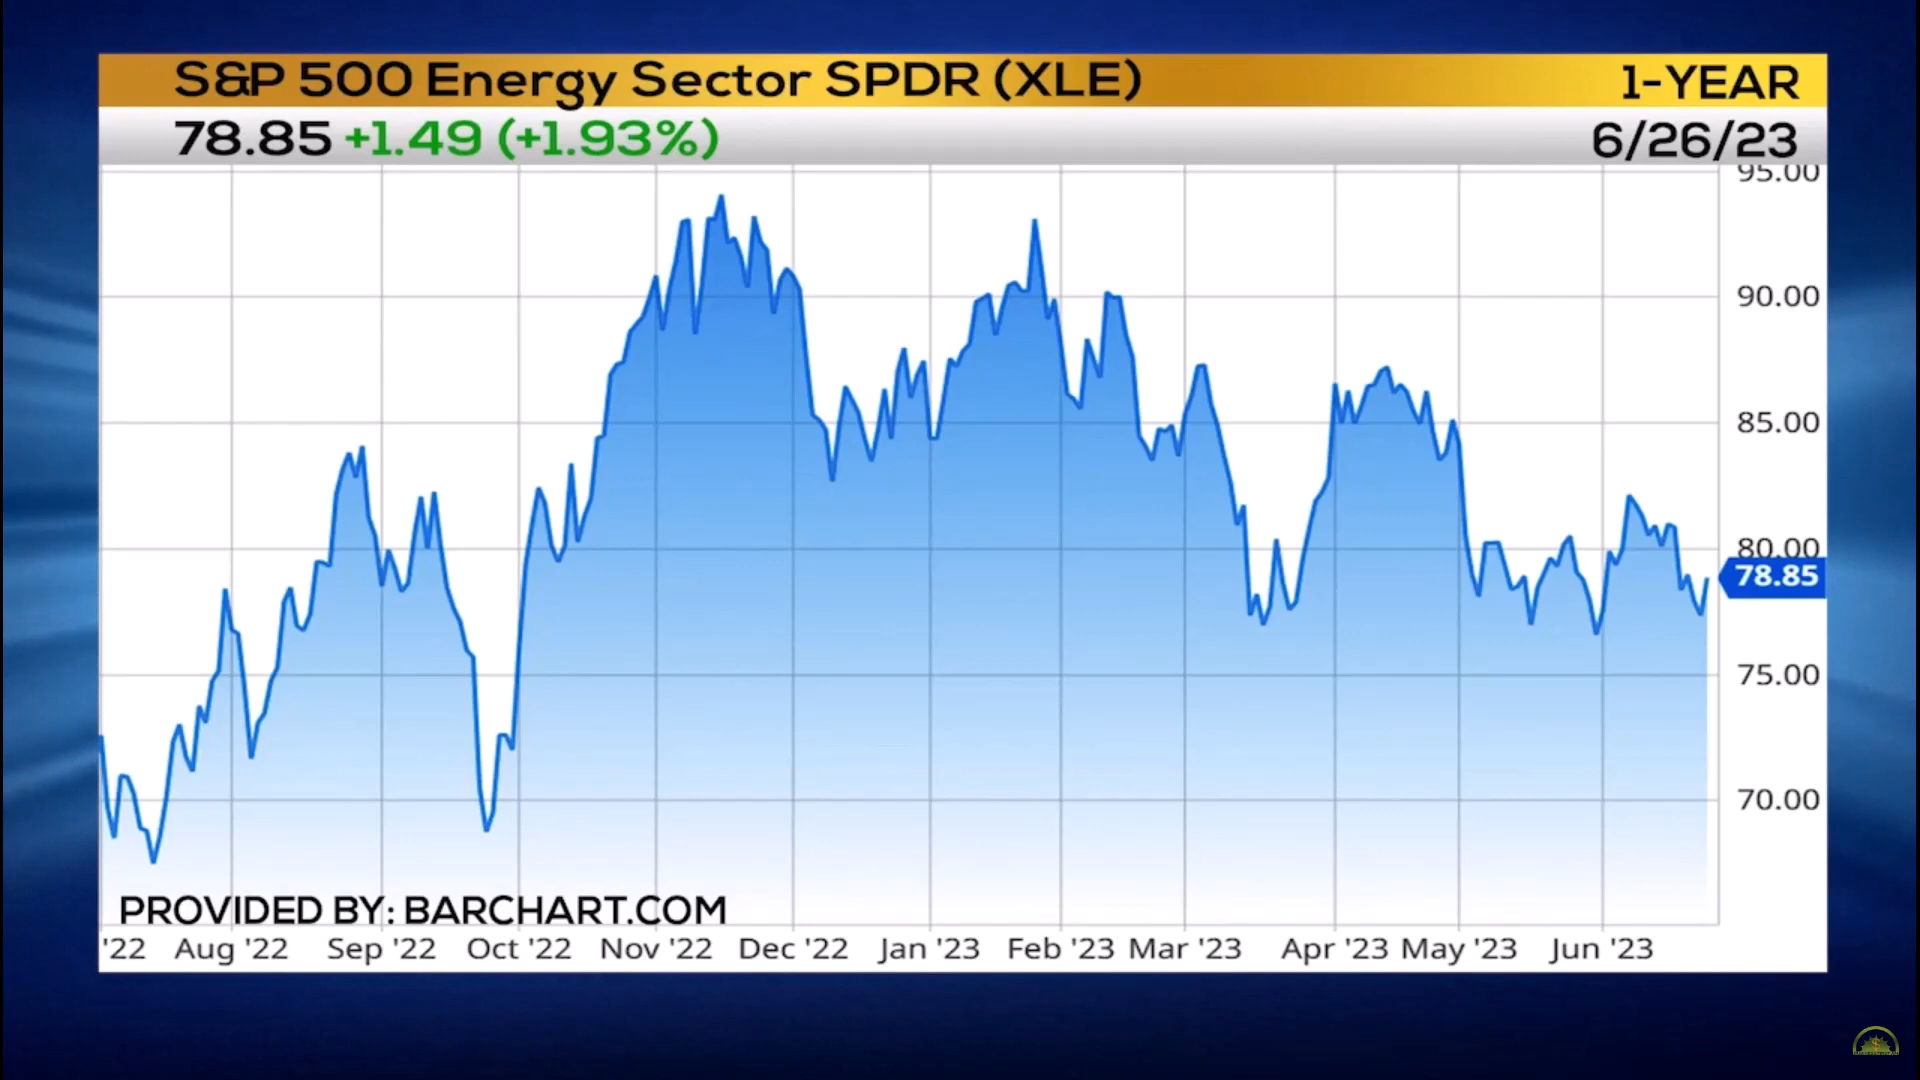 S&P 500 Energy Sector SPDR (XLE) 1-YEAR
78.85 +1.49 (+1.93%) 6/26/23
95.00
90.00
85.00
80.00
78.85
75.00
70.00
PROVIDED BY: BARCHART.COM
'22 Aug '22 Sep '22 Oct '22 Nov '22 Dec '22 Jan '23 Feb '23 Mar '23 Apr '23 May '23 Jun '23